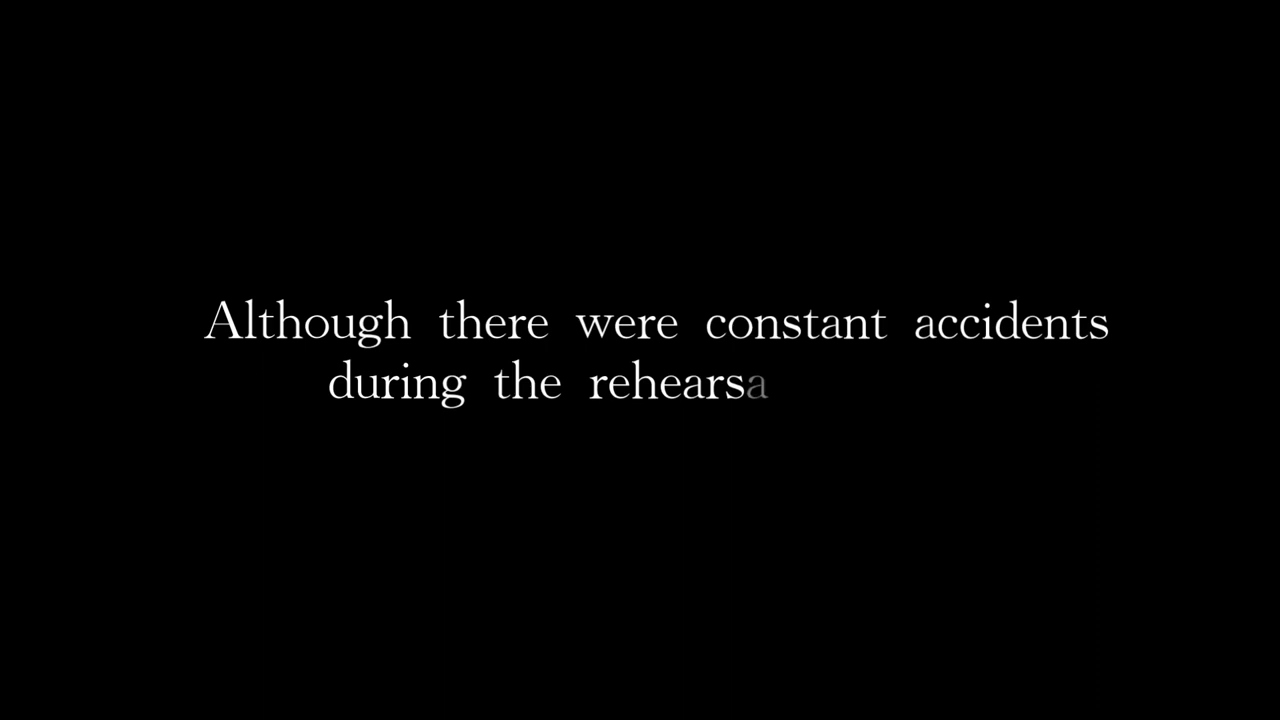 Although there were constant accidents
during the rehearsa